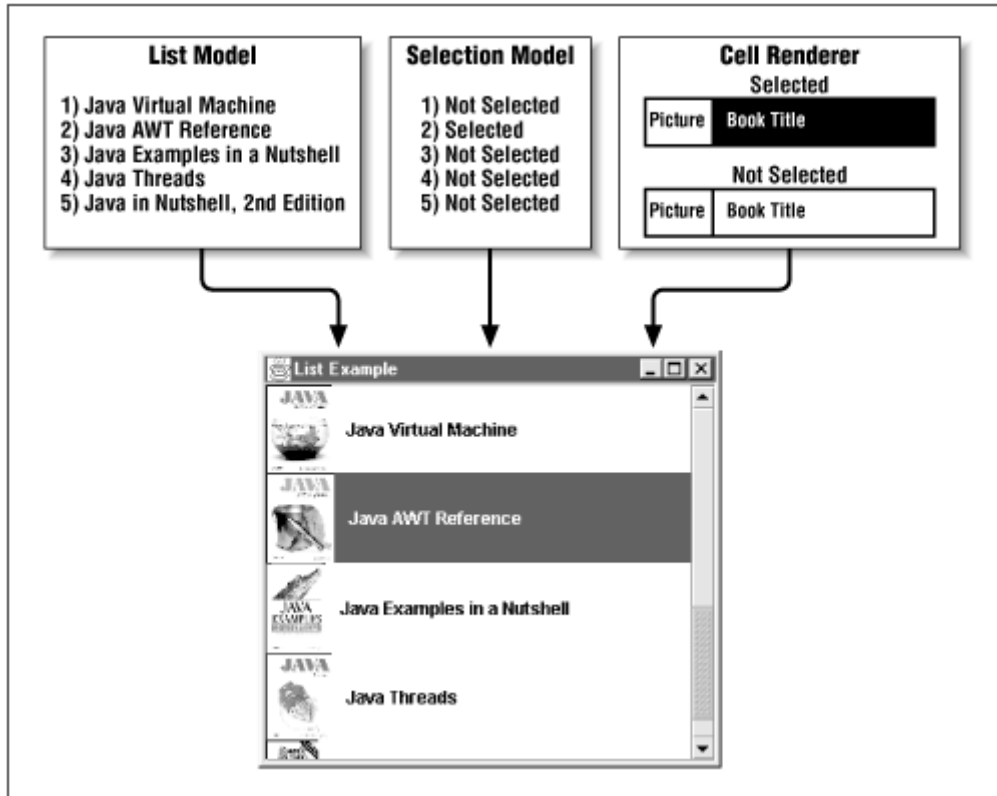 List Model
1) Java Virtual Machine
2) Java AWT Reference
3) Java Examples in a Nutshell
4) Java Threads
5) Java in Nutshell, 2nd Edition
Selection Model
1) Not Selected
2) Selected
3) Not Selected
4) Not Selected
5) Not Selected
Cell Renderer
Selected
Picture Book Title
Not Selected
Picture Book Title
List Example
JAVA
Java Virtual Machine
JAVA
Java AWT Reference
JAVA
EXAMPLES
Java Examples in a Nutshell
JAVA
Java Threads